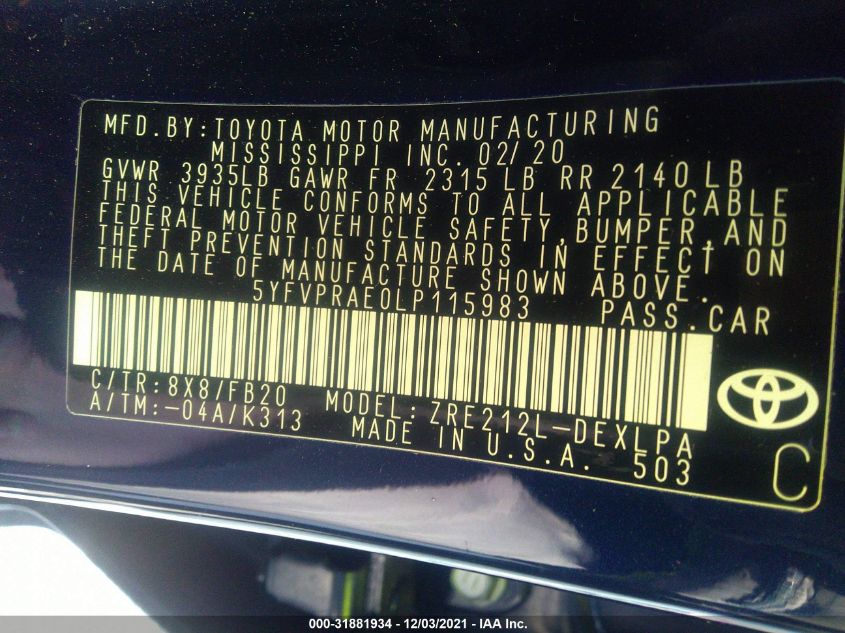 MFD.BY:TOYOTA MOTOR MANUFACTURING
MISSISSIPPI INC. 02/20
GVWR 3935LB GAWR FR 2315 LB RR 2140 LB
THIS VEHICLE CONFORMS TO ALL APPLICABLE
FEDERAL MOTOR VEHICLE SAFETY,BUMPER,AND
THEFT PREVENTION STANDARDS IN EFFECT ON
THE DATE OF MANUFACTURE SHOWN ABOVE.
5YFVPRAE0LP115983 PASS.CAR
C/TR:8X8/FB20 MODEL:ZRE212L-DEXLPA
A/TM:-04A/K313 MADE IN U.S.A. 503
C
000-31881934 - 12/03/2021 - IAA Inc.